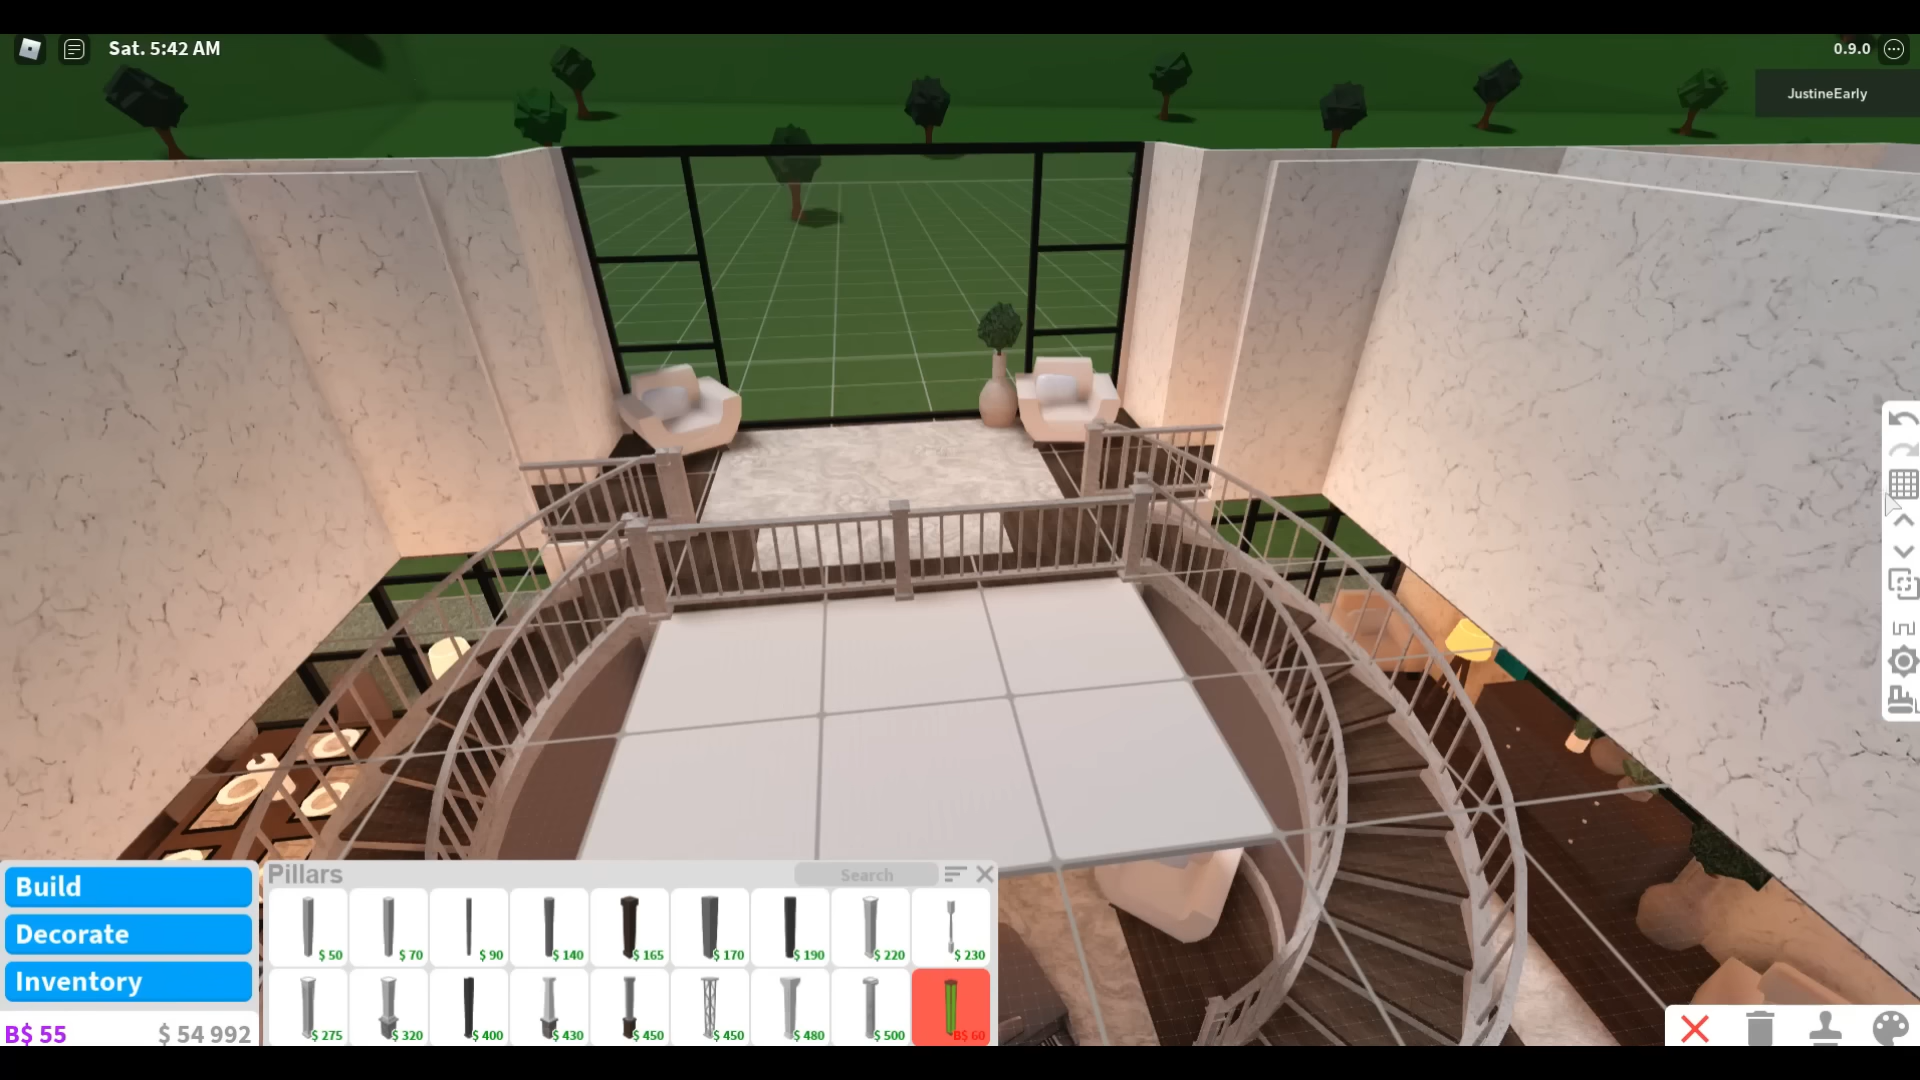 Sat. 5:42 AM
0.9.0
JustineEarly
Build
Decorate
Inventory
B$ 55
$ 54 992
Pillars
Search
$ 50
$ 70
$ 90
$ 140
$ 165
$ 170
$ 190
$ 220
$ 230
$ 275
$ 320
$ 400
$ 430
$ 450
$ 450
$ 480
$ 500
B$ 60